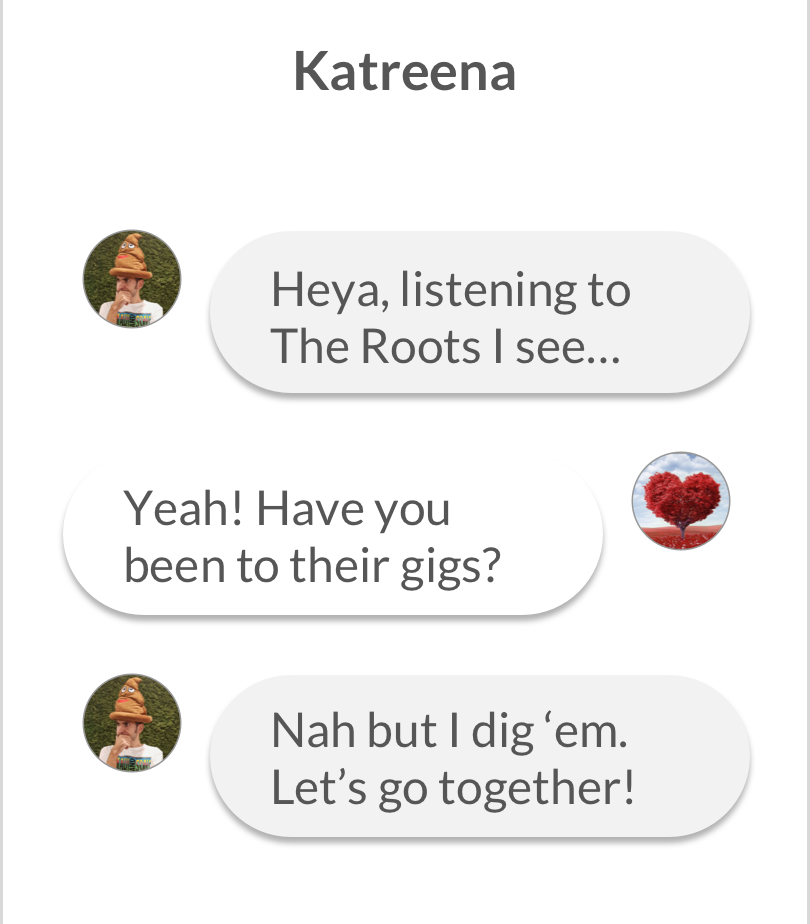 Katreena
Heya, listening to
The Roots I see...
Yeah! Have you
been to their gigs?
Nah but I dig ‘em.
Let’s go together!